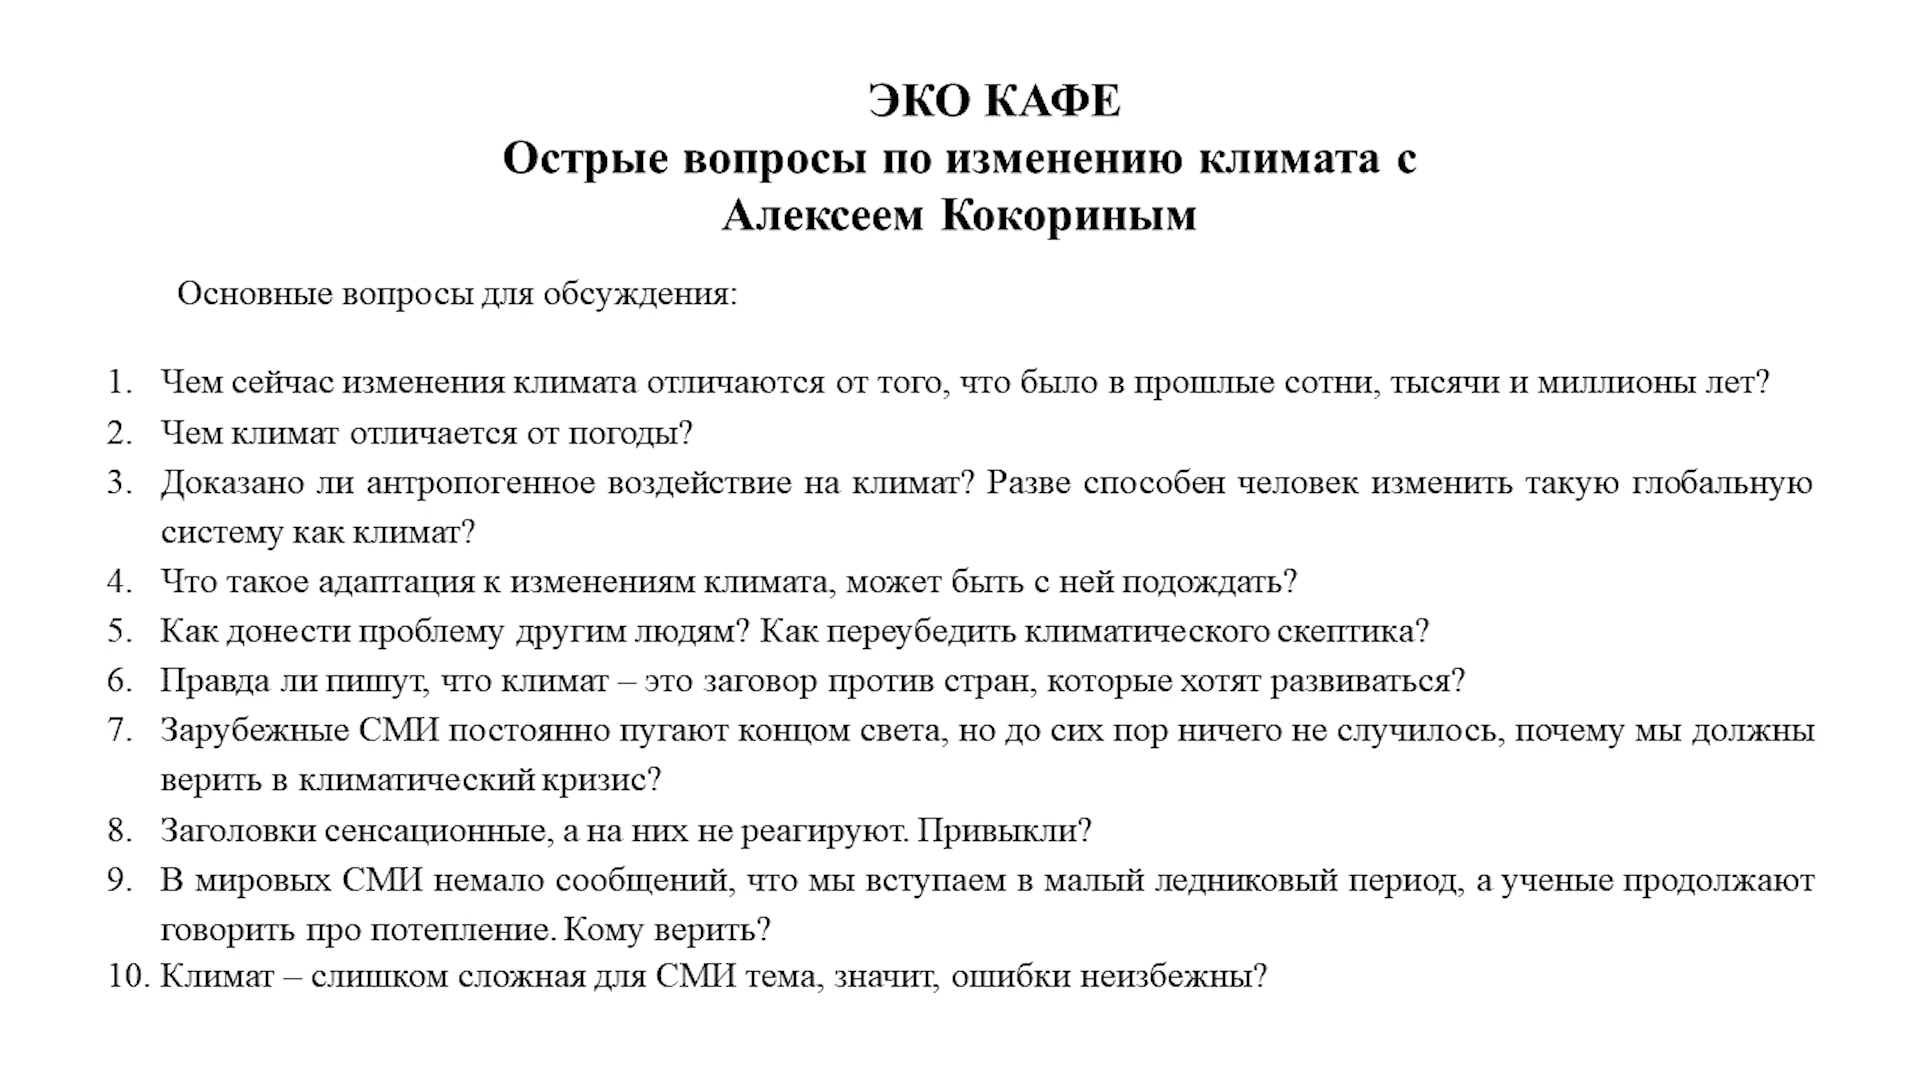 ЭКО КАФЕ
Острые вопросы по изменению климата с
Алексеем Кокориным
Основные вопросы для обсуждения:
1. Чем сейчас изменения климата отличаются от того, что было в прошлые сотни, тысячи и миллионы лет?
2. Чем климат отличается от погоды?
3. Доказано ли антропогенное воздействие на климат? Разве способен человек изменить такую глобальную
систему как климат?
4. Что такое адаптация к изменениям климата, может быть с ней подождать?
5. Как донести проблему другим людям? Как переубедить климатического скептика?
6. Правда ли пишут, что климат – это заговор против стран, которые хотят развиваться?
7. Зарубежные СМИ постоянно пугают концом света, но до сих пор ничего не случилось, почему мы должны
верить в климатический кризис?
8. Заголовки сенсационные, а на них не реагируют. Привыкли?
9. В мировых СМИ немало сообщений, что мы вступаем в малый ледниковый период, а ученые продолжают
говорить про потепление. Кому верить?
10. Климат – слишком сложная для СМИ тема, значит, ошибки неизбежны?